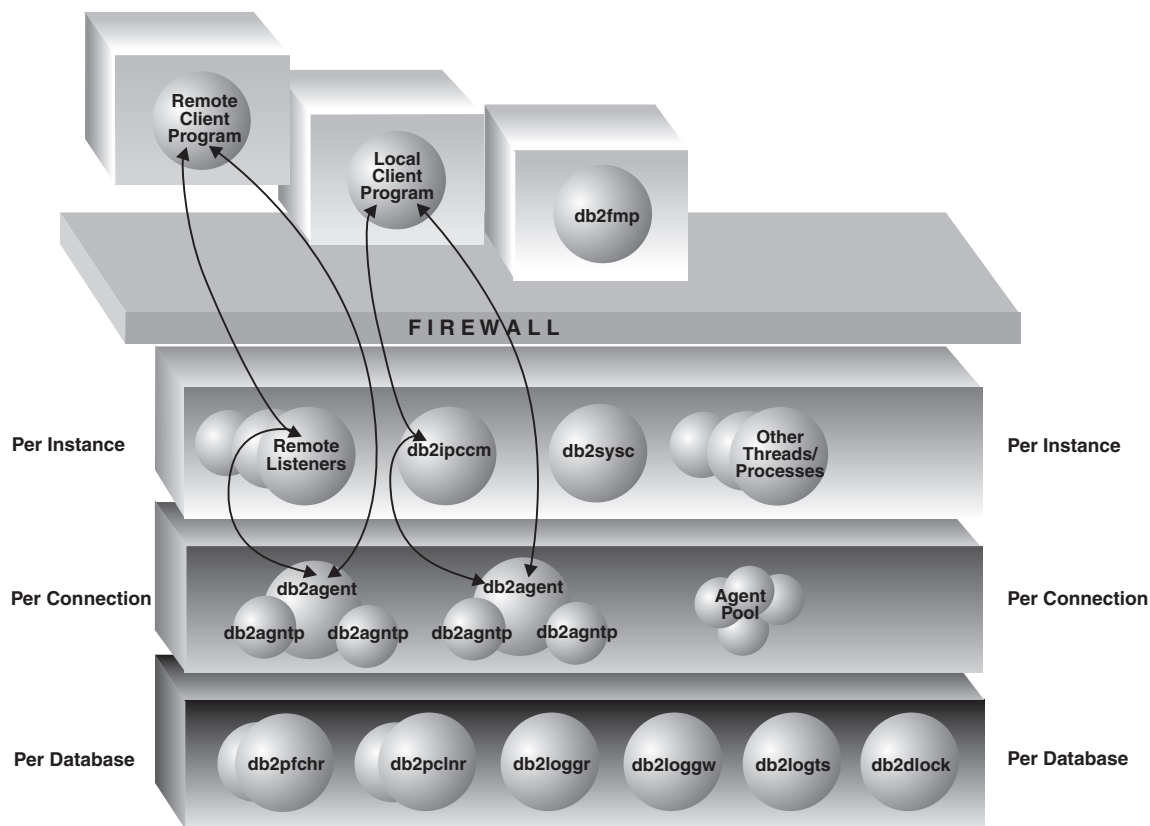 Remote
Client
Program
Local
Client
Program
db2fmp
FIREWALL
Per Instance
Remote
Listeners
db2ipccm
db2sysc
Other
Threads/
Processes
Per Instance
Per Connection
db2agent
db2agntp
db2agntp
db2agent
db2agntp
db2agntp
Agent
Pool
Per Connection
Per Database
db2pfchr
db2pclnr
db2loggr
db2loggw
db2logts
db2dlock
Per Database